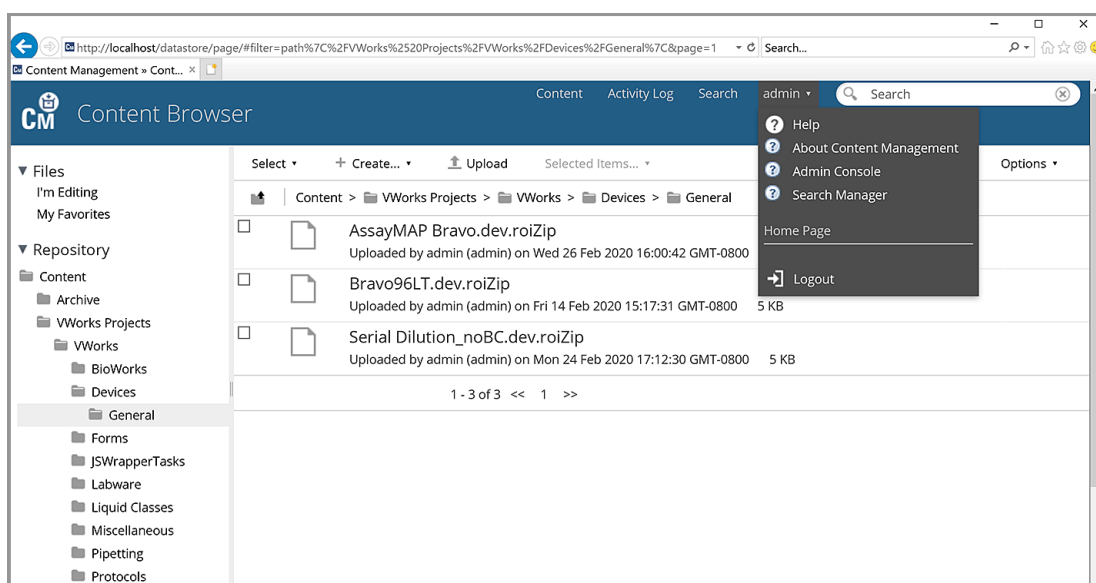 http://localhost/datastore/page/#filter=path%7C%2FVWorks%2520Projects%2FVWorks%2FDevices%2FGeneral%7C&page=1
Search...
Content Management » Cont...
CM
Content Browser
Content
Activity Log
Search
admin
Search
Help
About Content Management
Admin Console
Search Manager
Home Page
Logout
Files
I'm Editing
My Favorites
Repository
Content
Archive
VWorks Projects
VWorks
BioWorks
Devices
General
Forms
JSWrapperTasks
Labware
Liquid Classes
Miscellaneous
Pipetting
Protocols
Select
+ Create...
Upload
Selected Items...
Options
Content > VWorks Projects > VWorks > Devices > General
AssayMAP Bravo.dev.roiZip
Uploaded by admin (admin) on Wed 26 Feb 2020 16:00:42 GMT-0800
Bravo96LT.dev.roiZip
Uploaded by admin (admin) on Fri 14 Feb 2020 15:17:31 GMT-0800 5 KB
Serial Dilution_noBC.dev.roiZip
Uploaded by admin (admin) on Mon 24 Feb 2020 17:12:30 GMT-0800 5 KB
1 - 3 of 3 << 1 >>